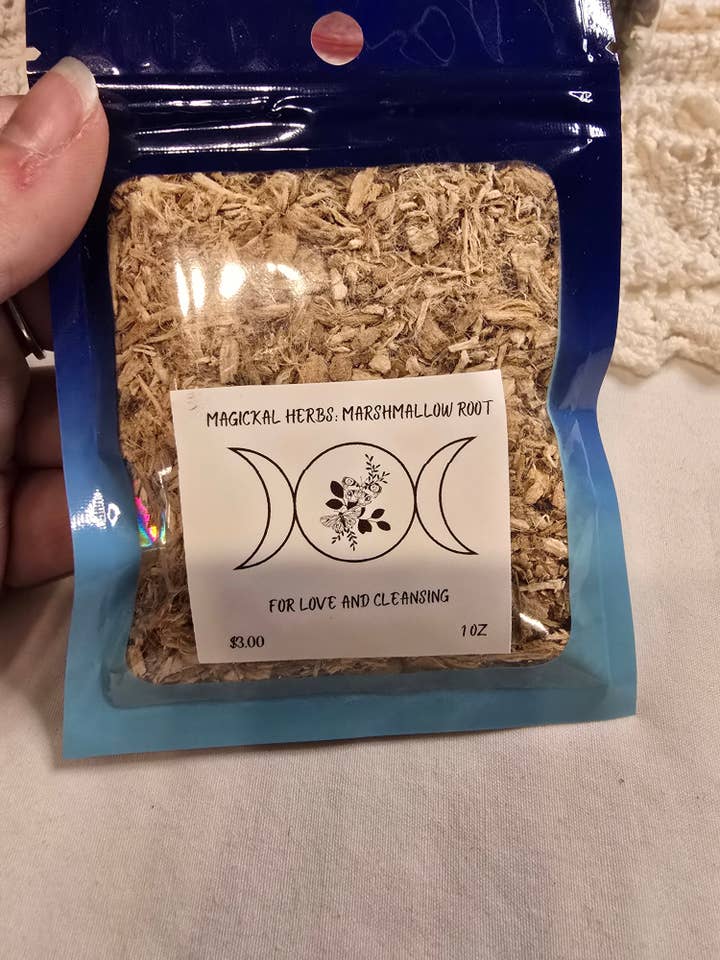 MAGICKAL HERBS: MARSHMALLOW ROOT
FOR LOVE AND CLEANSING
$3.00
1 OZ